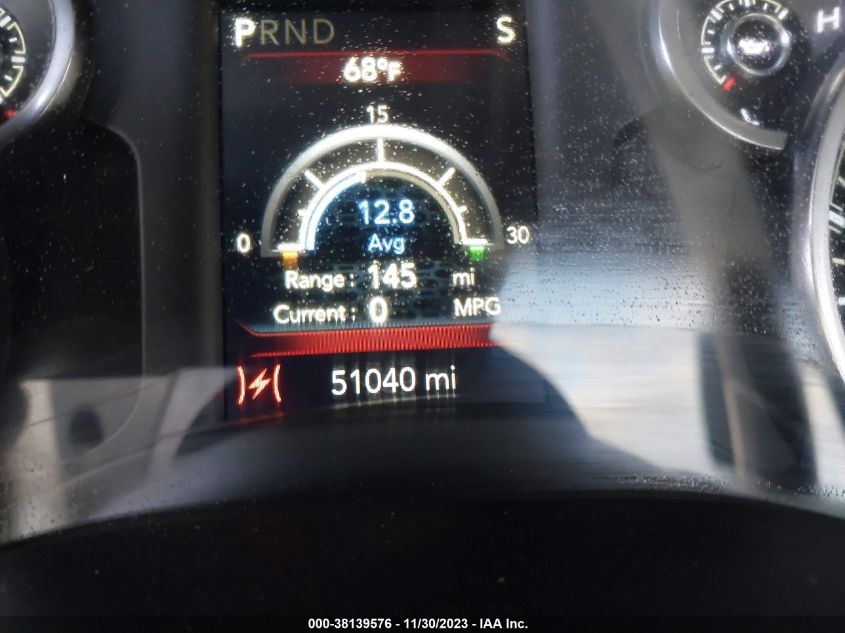 PRND S
68°F
15
12.8
Avg
0 30
Range : 145 mi
Current : 0 MPG
51040 mi
H
000-38139576 - 11/30/2023 - IAA Inc.